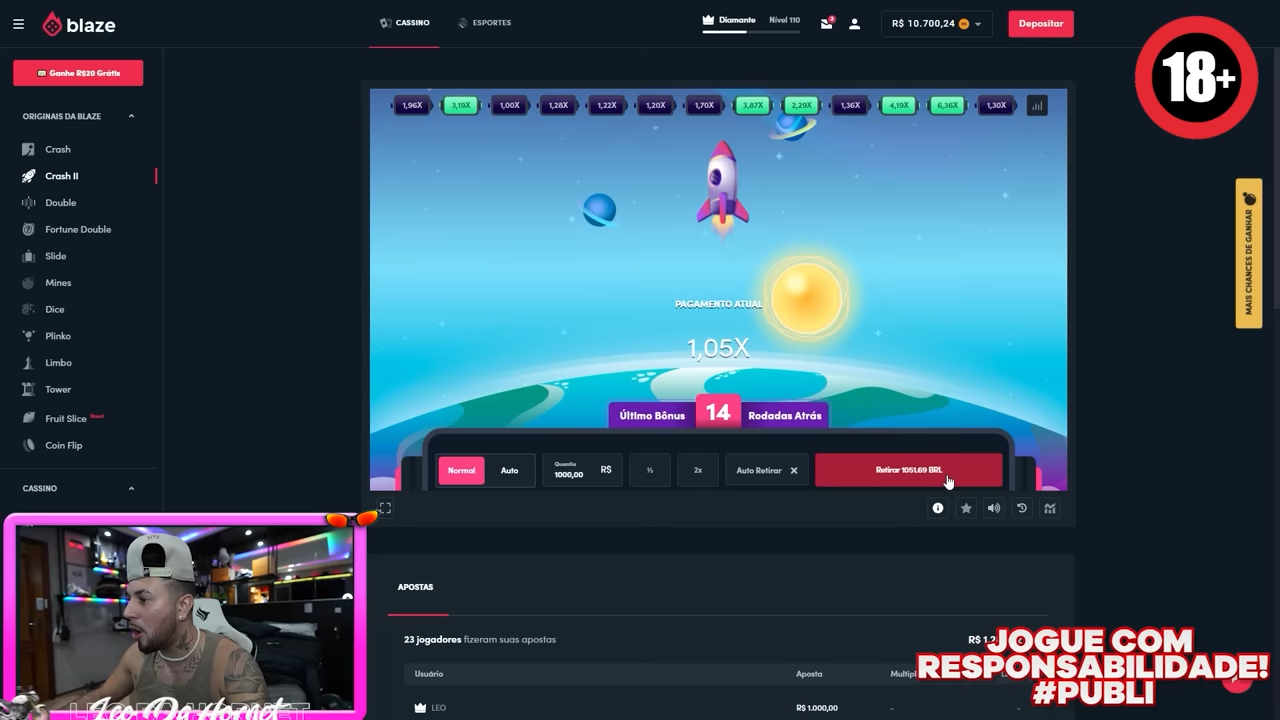 blaze
CASSINO
ESPORTES
Diamante Nível 110
R$ 10.700,24
Depositar
18+
Ganhe R$20 Grátis
ORIGINAIS DA BLAZE
Crash
Crash II
Double
Fortune Double
Slide
Mines
Dice
Plinko
Limbo
Tower
Fruit Slice
Coin Flip
CASSINO
1,96X 3,19X 1,00X 1,28X 1,22X 1,20X 1,70X 3,87X 2,29X 1,36X 4,19X 6,36X 1,30X
PAGAMENTO ATUAL
1,05X
Último Bônus 14 Rodadas Atrás
Normal Auto
Quantia
1000,00 R$
½
2x
Auto Retirar
Retirar 1051.69 BRL
MAIS CHANCES DE GANHAR
APOSTAS
23 jogadores fizeram suas apostas
Usuário Aposta
LEO R$ 1.000,00
Leo Da Hornet
JOGUE COM
RESPONSABILIDADE!
#PUBLI